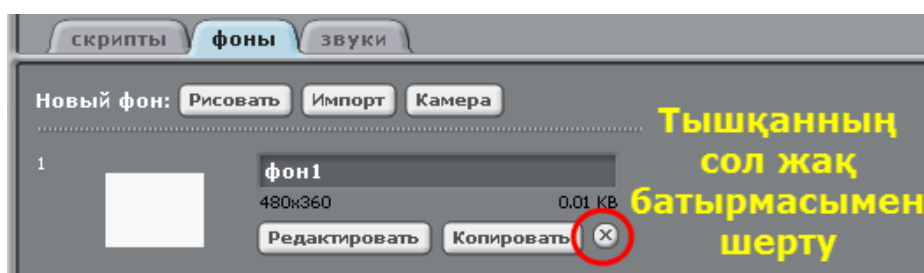 скрипты фоны звуки
Новый фон: Рисовать Импорт Камера
1
фон1
480x360 0.01 KB
Редактировать Копировать
Тышқанның
сол жақ
батырмасымен
шерту